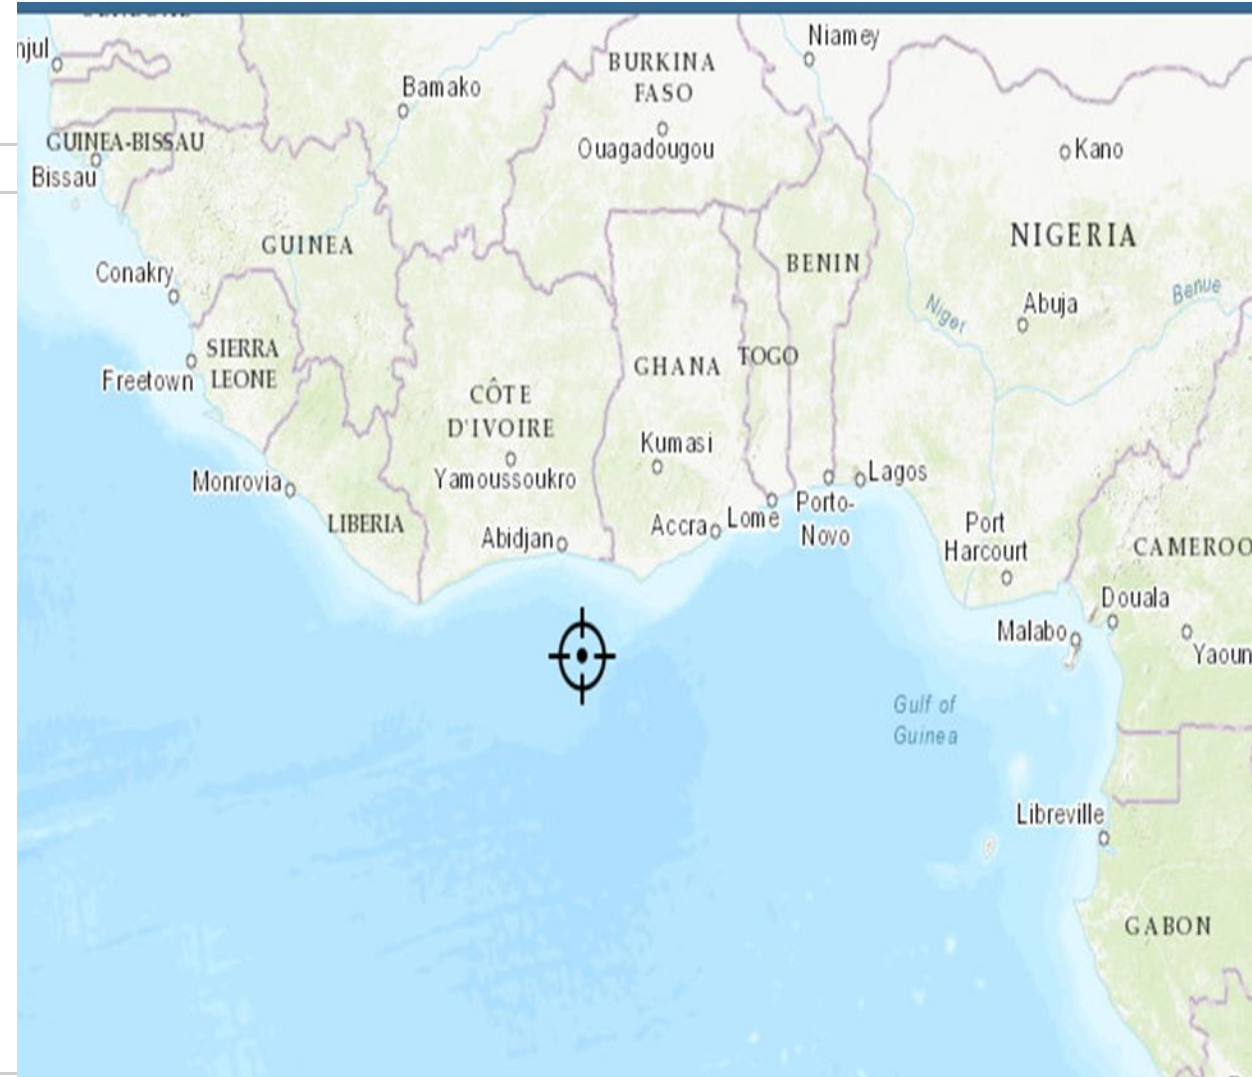 njul
Niamey
BURKINA
FASO
Bamako
Ouagadougou
Kano
GUINEA-BISSAU
Bissau
NIGERIA
GUINEA
BENIN
Conakry
Benue
Niger
Abuja
SIERRA
LEONE
Freetown
TOGO
GHANA
CÔTE
D'IVOIRE
Kumasi
Yamoussoukro
Monrovia
Lagos
Porto-
Novo
Lome
Accra
LIBERIA
Abidjan
Port
Harcourt
CAMEROO
Douala
Malabo
Yaoun
Gulf of
Guinea
Libreville
GABON